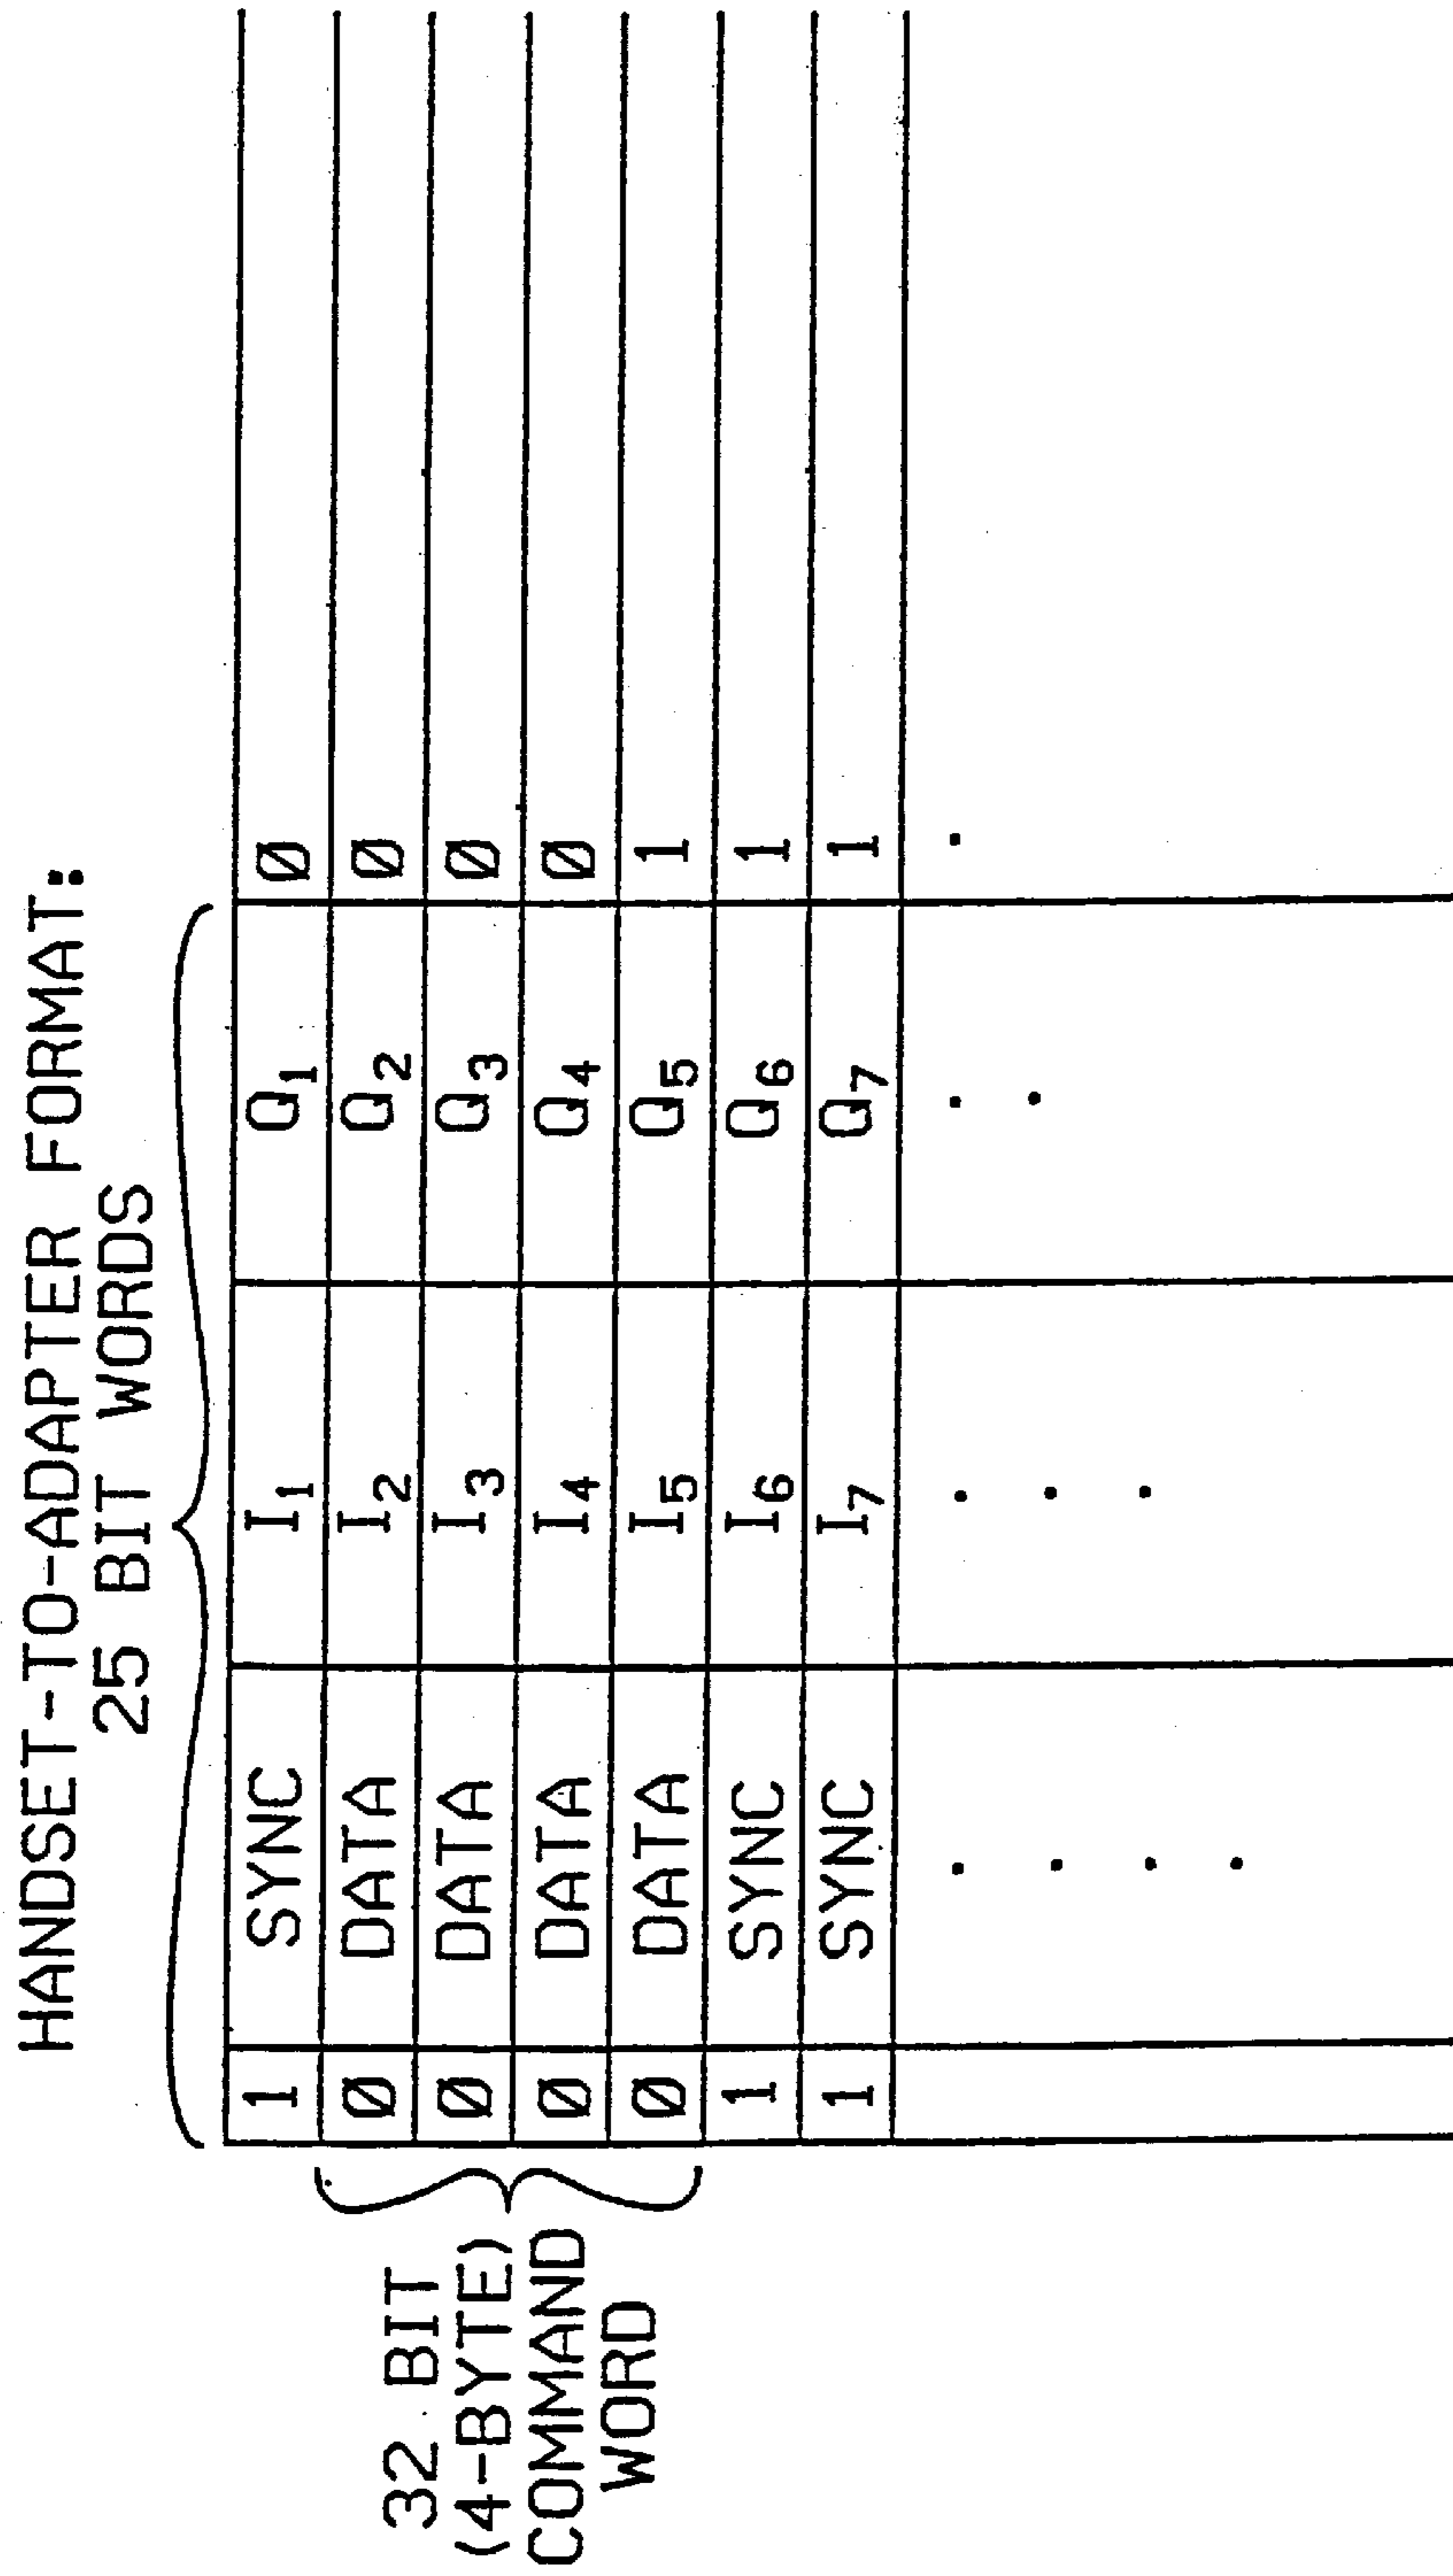 HANDSET-TO-ADAPTER FORMAT:
25 BIT WORDS
32 BIT
(4-BYTE)
COMMAND
WORD
1 SYNC I1 Q1 Ø
Ø DATA I2 Q2 Ø
Ø DATA I3 Q3 Ø
Ø DATA I4 Q4 Ø
Ø DATA I5 Q5 1
1 SYNC I6 Q6 1
1 SYNC I7 Q7 1